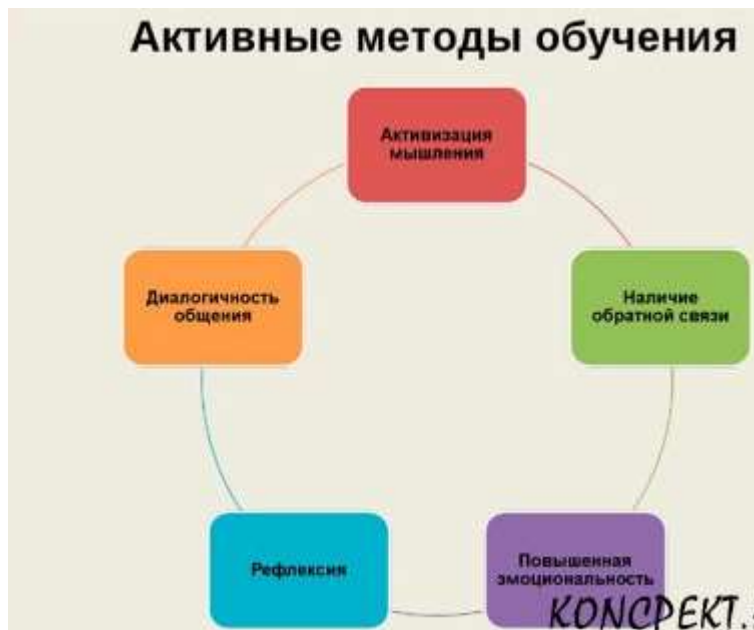 Активные методы обучения
Активизация
мышления
Наличие
обратной связи
Повышенная
эмоциональность
Рефлексия
Диалогичность
общения
KONCPEKT.